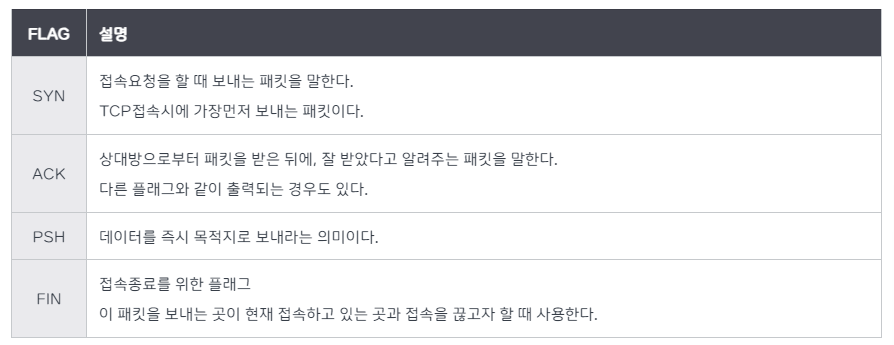 FLAG 설명
SYN
접속요청을 할 때 보내는 패킷을 말한다.
TCP접속시에 가장먼저 보내는 패킷이다.
ACK
상대방으로부터 패킷을 받은 뒤에, 잘 받았다고 알려주는 패킷을 말한다.
다른 플래그와 같이 출력되는 경우도 있다.
PSH 데이터를 즉시 목적지로 보내라는 의미이다.
FIN
접속종료를 위한 플래그
이 패킷을 보내는 곳이 현재 접속하고 있는 곳과 접속을 끊고자 할 때 사용한다.